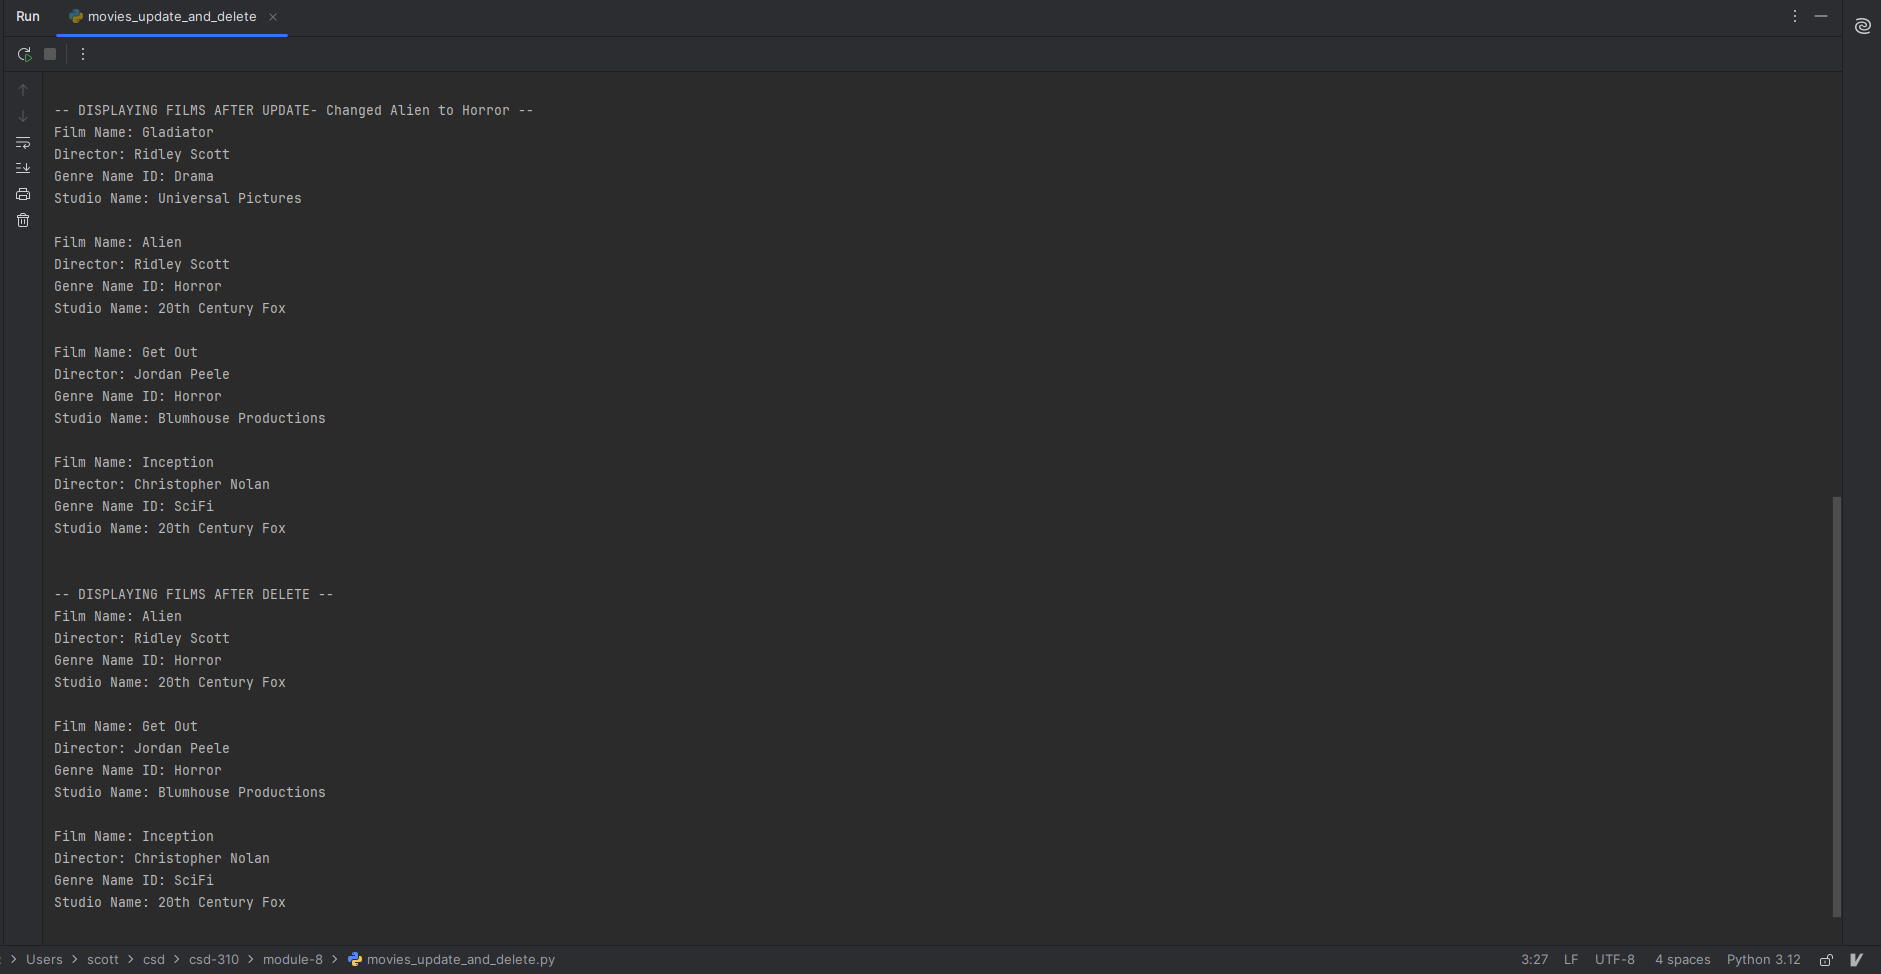 Run movies_update_and_delete
-- DISPLAYING FILMS AFTER UPDATE- Changed Alien to Horror --
Film Name: Gladiator
Director: Ridley Scott
Genre Name ID: Drama
Studio Name: Universal Pictures
Film Name: Alien
Director: Ridley Scott
Genre Name ID: Horror
Studio Name: 20th Century Fox
Film Name: Get Out
Director: Jordan Peele
Genre Name ID: Horror
Studio Name: Blumhouse Productions
Film Name: Inception
Director: Christopher Nolan
Genre Name ID: SciFi
Studio Name: 20th Century Fox
-- DISPLAYING FILMS AFTER DELETE --
Film Name: Alien
Director: Ridley Scott
Genre Name ID: Horror
Studio Name: 20th Century Fox
Film Name: Get Out
Director: Jordan Peele
Genre Name ID: Horror
Studio Name: Blumhouse Productions
Film Name: Inception
Director: Christopher Nolan
Genre Name ID: SciFi
Studio Name: 20th Century Fox
> Users > scott > csd > csd-310 > module-8 > movies_update_and_delete.py 3:27 LF UTF-8 4 spaces Python 3.12